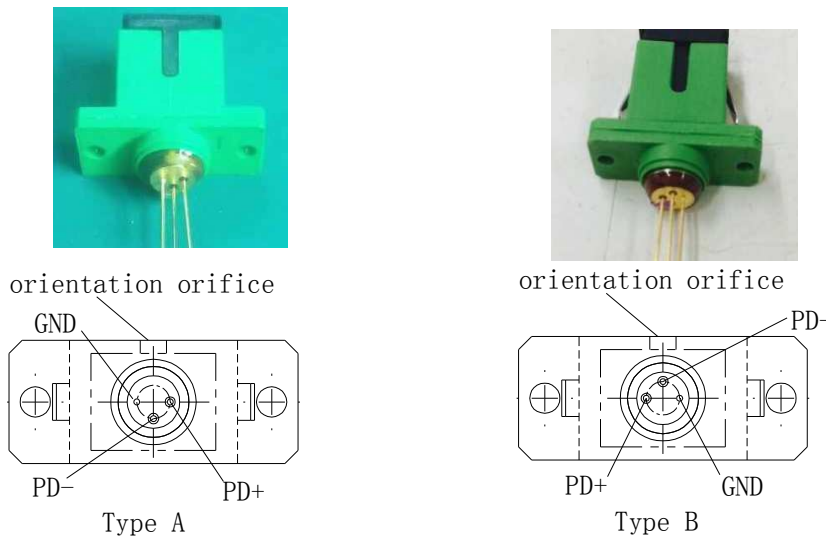 orientation orifice
GND
PD-
PD+
Type A
orientation orifice
PD-
PD+
GND
Type B